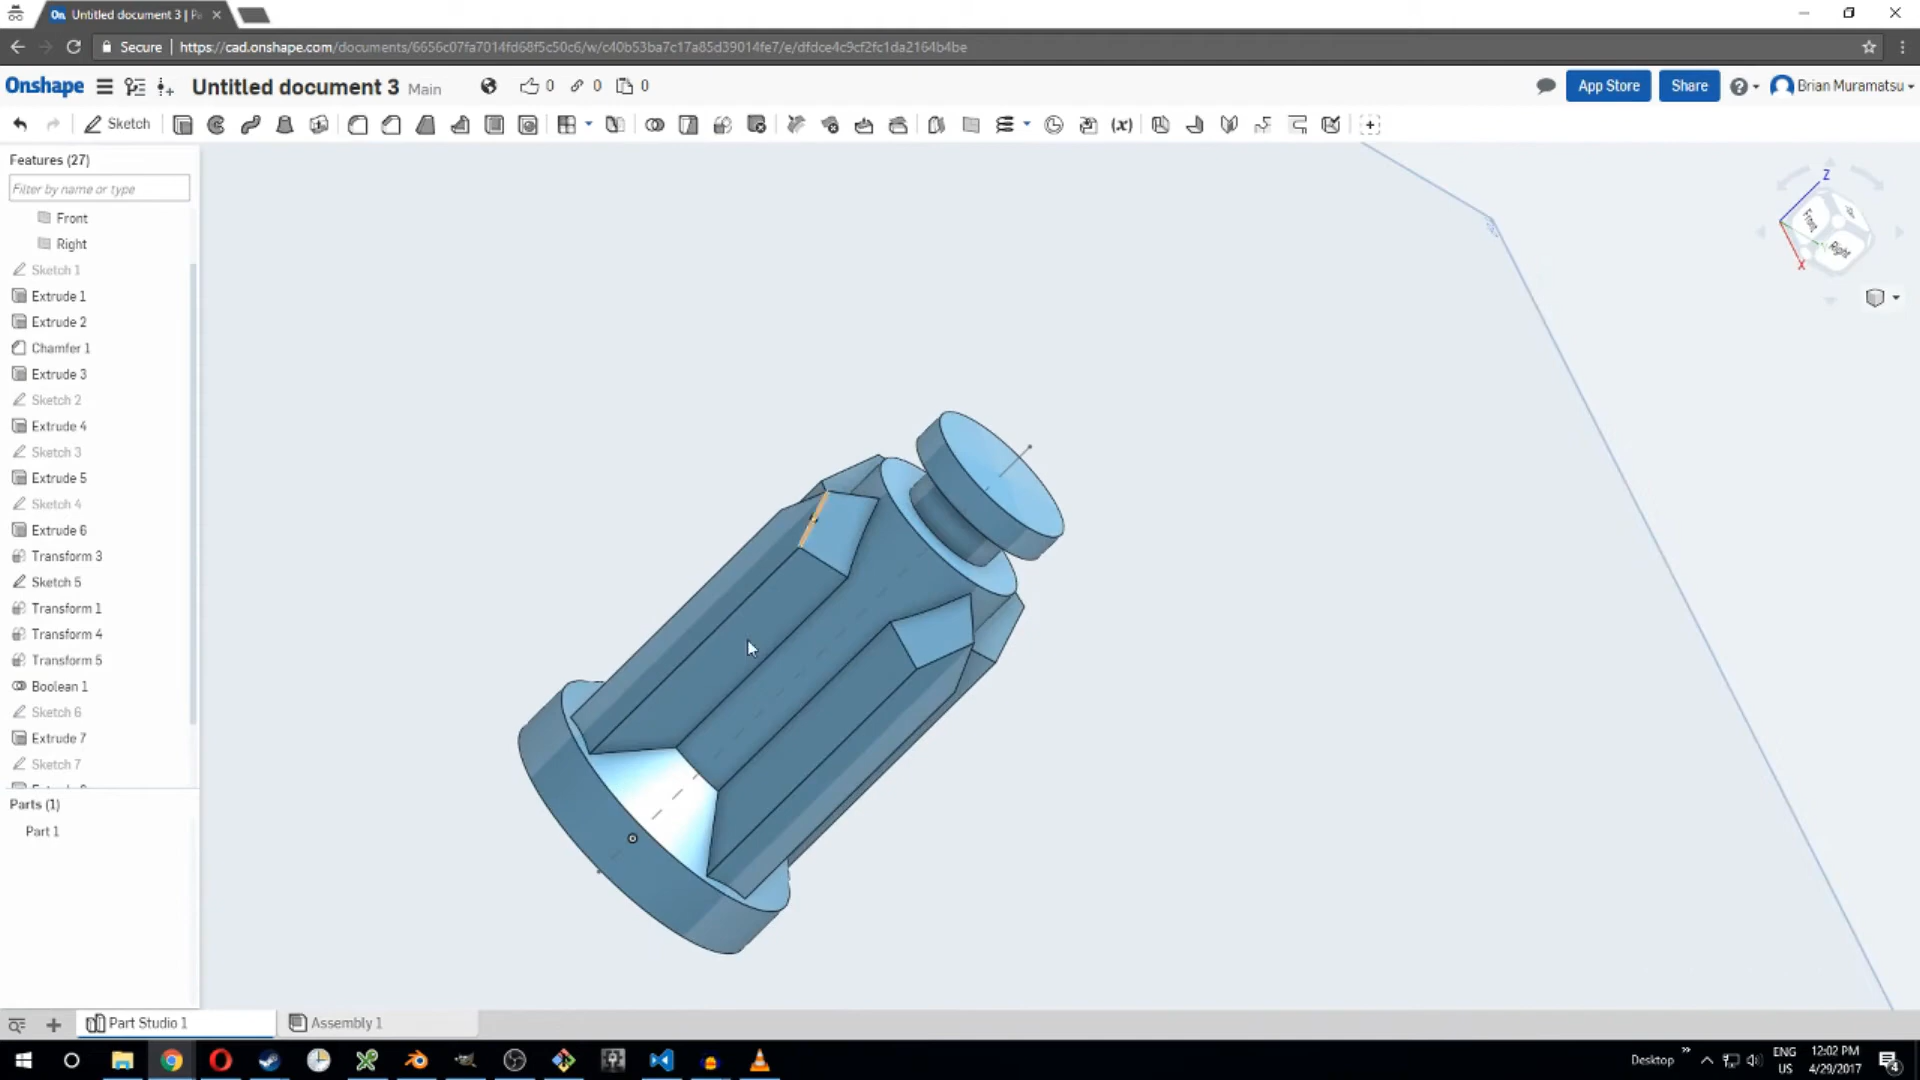 Untitled document 3 | Pa
Secure
https://cad.onshape.com/documents/6656c07fa7014fd68f5c50c6/w/c40b53ba7c17a85d39014fe7/e/dfdce4c9cf2fc1da2164b4be
Onshape
Untitled document 3 Main
0 0 0
App Store
Share
Brian Muramatsu
Sketch
(x)
Features (27)
Filter by name or type
Front
Right
Sketch 1
Extrude 1
Extrude 2
Chamfer 1
Extrude 3
Sketch 2
Extrude 4
Sketch 3
Extrude 5
Sketch 4
Extrude 6
Transform 3
Sketch 5
Transform 1
Transform 4
Transform 5
Boolean 1
Sketch 6
Extrude 7
Sketch 7
Parts (1)
Part 1
Z
Front
Right
X
Part Studio 1
Assembly 1
Desktop
ENG
US
12:02 PM
4/29/2017
4